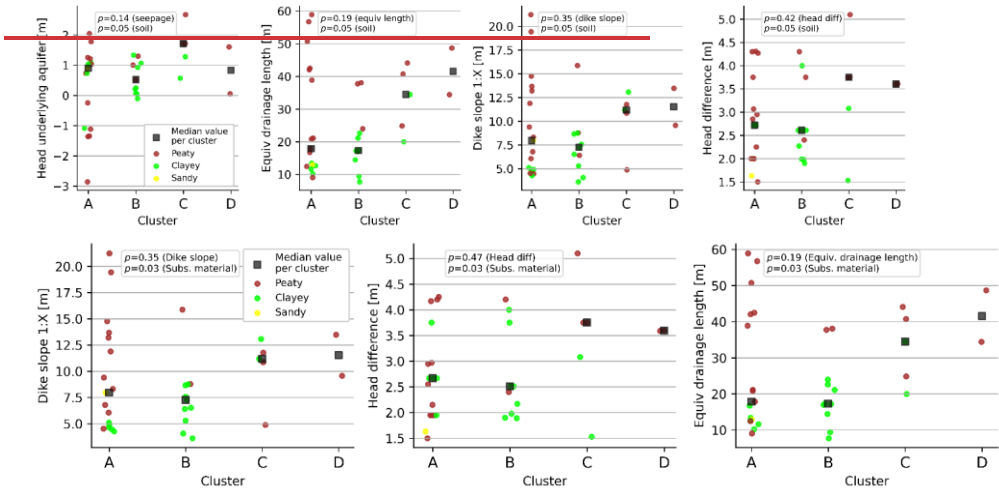 p=0.14 (seepage)
p=0.05 (soil)
Head underlying aquifer [m]
2
1
0
−1
−2
−3
Median value
per cluster
Peaty
Clayey
Sandy
A B C D
Cluster
p=0.19 (equiv length)
p=0.05 (soil)
Equiv drainage length [m]
60
50
40
30
20
10
A B C D
Cluster
p=0.35 (dike slope)
p=0.05 (soil)
Dike slope 1:X [m]
20.0
17.5
15.0
12.5
10.0
7.5
5.0
A B C D
Cluster
p=0.42 (head diff)
p=0.05 (soil)
Head difference [m]
5.0
4.5
4.0
3.5
3.0
2.5
2.0
1.5
A B C D
Cluster
p=0.35 (Dike slope)
p=0.03 (Subs. material)
Dike slope 1:X [m]
20.0
17.5
15.0
12.5
10.0
7.5
5.0
Median value
per cluster
Peaty
Clayey
Sandy
A B C D
Cluster
p=0.47 (Head diff)
p=0.03 (Subs. material)
Head difference [m]
5.0
4.5
4.0
3.5
3.0
2.5
2.0
1.5
A B C D
Cluster
p=0.19 (Equiv. drainage length)
p=0.03 (Subs. material)
Equiv drainage length [m]
60
50
40
30
20
10
A B C D
Cluster